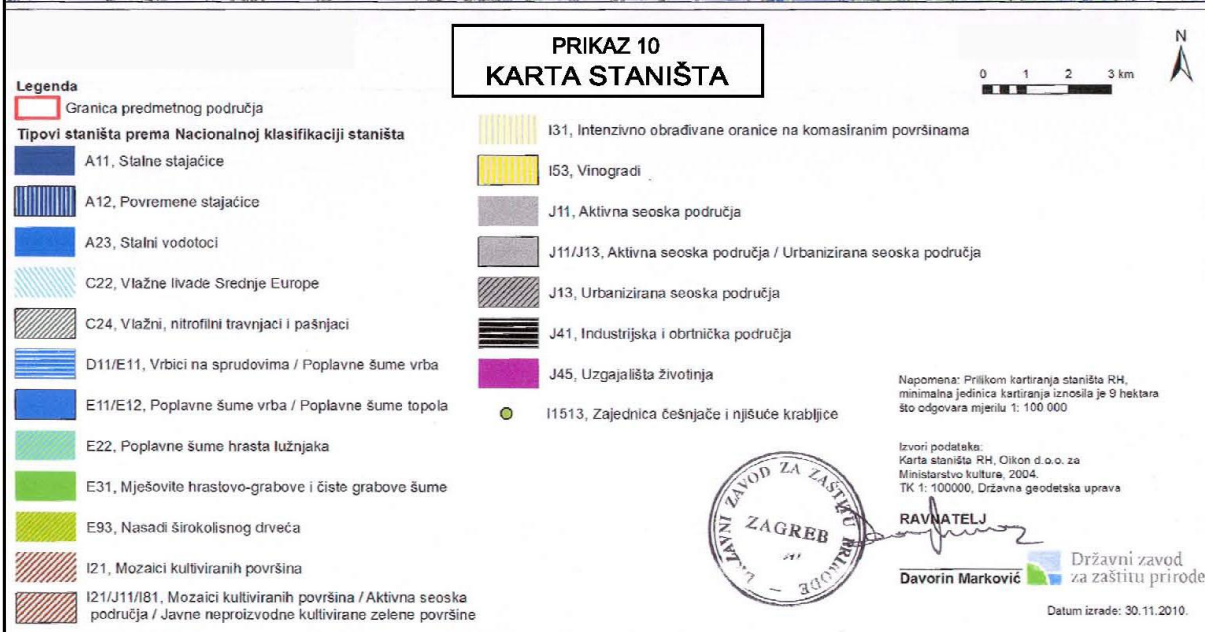 PRIKAZ 10
KARTA STANIŠTA
N
0 1 2 3 km
Legenda
Granica predmetnog područja
Tipovi staništa prema Nacionalnoj klasifikaciji staništa
A11, Stalne stajaćice
A12, Povremene stajaćice
A23, Stalni vodotoci
C22, Vlažne livade Srednje Europe
C24, Vlažni, nitrofilni travnjaci i pašnjaci
D11/E11, Vrbici na sprudovima / Poplavne šume vrba
E11/E12, Poplavne šume vrba / Poplavne šume topola
E22, Poplavne šume hrasta lužnjaka
E31, Mješovite hrastovo-grabove i čiste grabove šume
E93, Nasadi širokolisnog drveća
I21, Mozaici kultiviranih površina
I21/J11/I81, Mozaici kultiviranih površina / Aktivna seoska
područja / Javne neproizvodne kultivirane zelene površine
I31, Intenzivno obrađivane oranice na komasiranim površinama
I53, Vinogradi
J11, Aktivna seoska područja
J11/J13, Aktivna seoska područja / Urbanizirana seoska područja
J13, Urbanizirana seoska područja
J41, Industrijska i obrtnička područja
J45, Uzgajališta životinja
I1513, Zajednica češnjače i njišuće krabljice
Napomena: Prilikom kartiranja staništa RH,
minimalna jedinica kartiranja iznosila je 9 hektara
što odgovara mjerilu 1: 100 000
Izvori podataka:
Karta staništa RH, Oikon d.o.o. za
Ministarstvo kulture, 2004.
TK 1: 100000, Državna geodetska uprava
RAVNATELJ
Davorin Marković
ZAVOD ZA ZAŠTITU PRIRODE
ZAGREB
Državni zavod
za zaštitu prirode
Datum izrade: 30.11.2010.